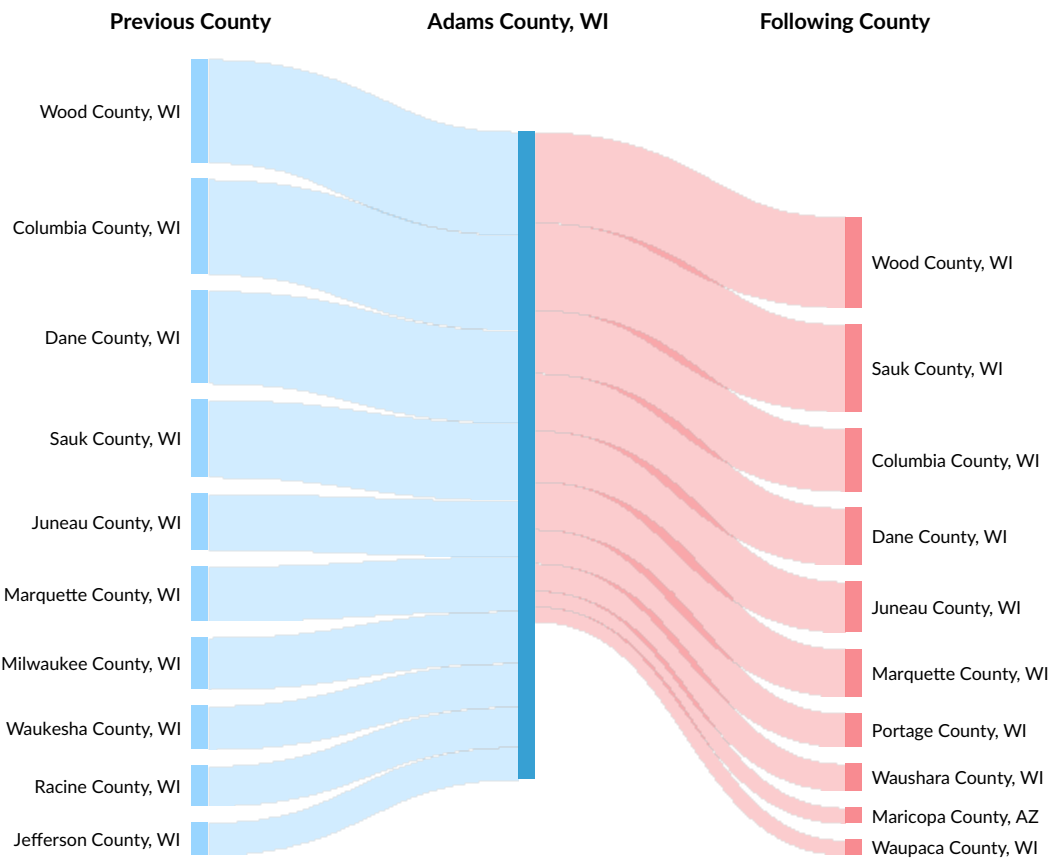 Previous County
Adams County, WI
Following County
Wood County, WI
Columbia County, WI
Dane County, WI
Sauk County, WI
Juneau County, WI
Marquette County, WI
Milwaukee County, WI
Waukesha County, WI
Racine County, WI
Jefferson County, WI
Wood County, WI
Sauk County, WI
Columbia County, WI
Dane County, WI
Juneau County, WI
Marquette County, WI
Portage County, WI
Waushara County, WI
Maricopa County, AZ
Waupaca County, WI